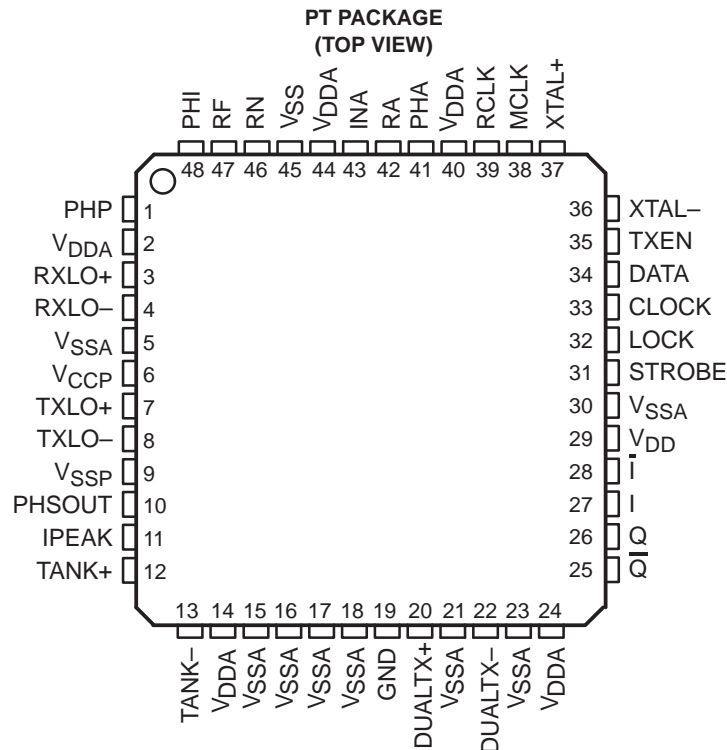 PT PACKAGE
(TOP VIEW)
PHI
RF
RN
VSS
VDDA
INA
RA
PHA
VDDA
RCLK
MCLK
XTAL+
48 47 46 45 44 43 42 41 40 39 38 37
PHP 1
VDDA 2
RXLO+ 3
RXLO– 4
VSSA 5
VCCP 6
TXLO+ 7
TXLO– 8
VSSP 9
PHSOUT 10
IPEAK 11
TANK+ 12
36 XTAL–
35 TXEN
34 DATA
33 CLOCK
32 LOCK
31 STROBE
30 VSSA
29 VDD
28 I̅
27 I
26 Q
25 Q̅
13 14 15 16 17 18 19 20 21 22 23 24
TANK–
VDDA
VSSA
VSSA
VSSA
VSSA
GND
DUALTX+
VSSA
DUALTX–
VSSA
VDDA